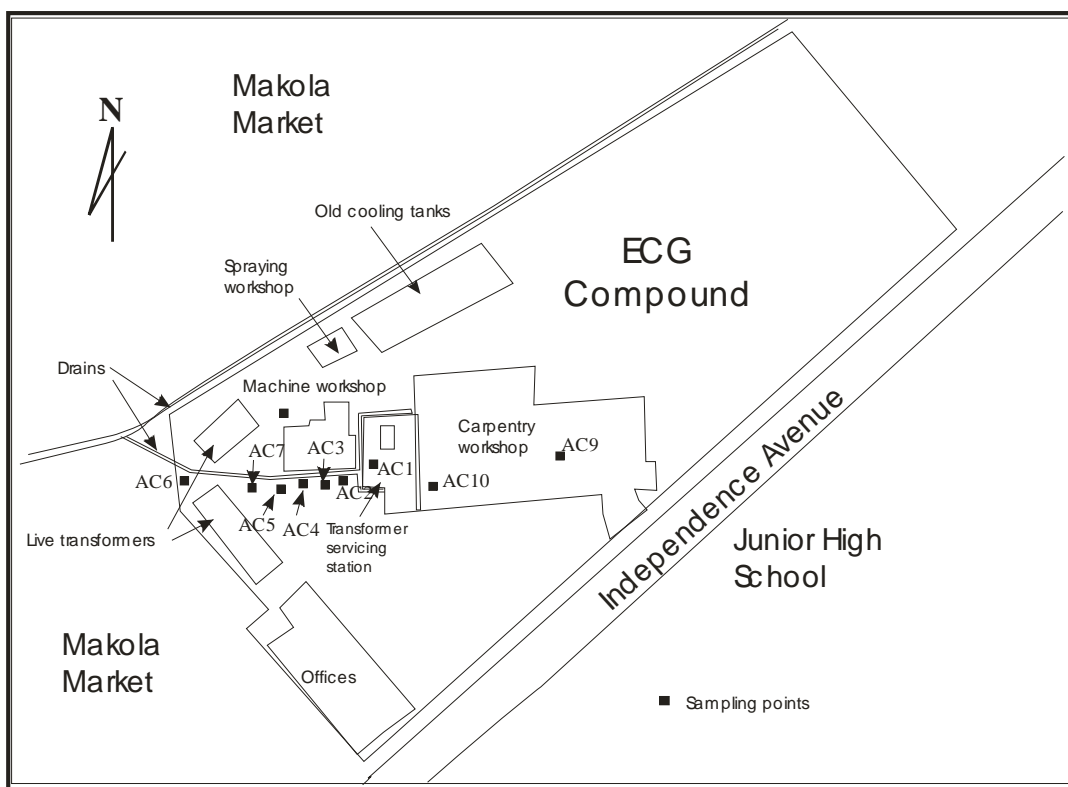 Makola
Market
N
Old cooling tanks
ECG
Compound
Spraying
workshop
Drains
Machine workshop
Carpentry
workshop
AC7
AC3
AC9
AC1
AC6
AC10
AC2
AC5
AC4
Transformer
servicing
station
Live transformers
Independence Avenue
Junior High
School
Makola
Market
Offices
Sampling points